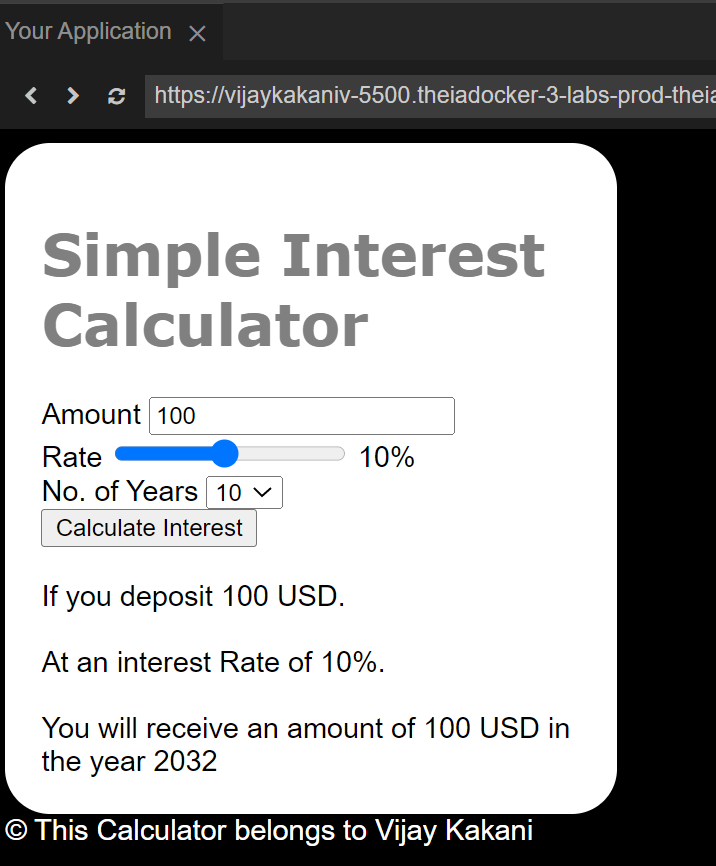 Your Application
https://vijaykakaniv-5500.theiadocker-3-labs-prod-theia
Simple Interest
Calculator
Amount 100
Rate 10%
No. of Years 10
Calculate Interest
If you deposit 100 USD.
At an interest Rate of 10%.
You will receive an amount of 100 USD in
the year 2032
© This Calculator belongs to Vijay Kakani